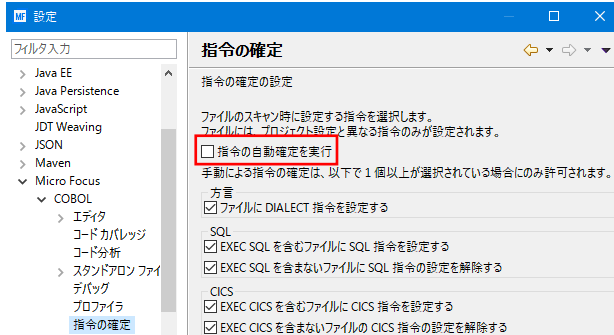 MF 設定
フィルタ入力
Java EE
Java Persistence
JavaScript
JDT Weaving
JSON
Maven
Micro Focus
COBOL
エディタ
コード カバレッジ
コード分析
スタンドアロン ファイ
デバッグ
プロファイラ
指令の確定
指令の確定
指令の確定の設定
ファイルのスキャン時に設定する指令を選択します。
ファイルには、プロジェクト設定と異なる指令のみが設定されます。
指令の自動確定を実行
手動による指令の確定は、以下で 1 個以上が選択されている場合にのみ許可されます。
方言
ファイルに DIALECT 指令を設定する
SQL
EXEC SQL を含むファイルに SQL 指令を設定する
EXEC SQL を含まないファイルに SQL 指令の設定を解除する
CICS
EXEC CICS を含むファイルに CICS 指令を設定する
EXEC CICS を含まないファイルの CICS 指令の設定を解除する